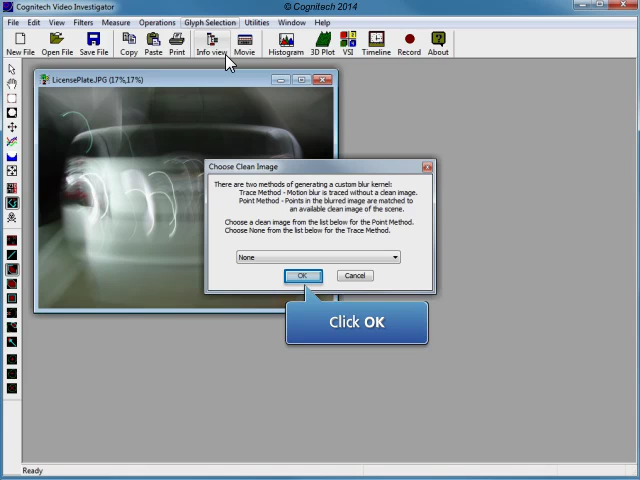 Cognitech Video Investigator
© Cognitech 2014
File Edit View Filters Measure Operations Glyph Selection Utilities Window Help
New File Open File Save File Copy Paste Print Info view Movie Histogram 3D Plot VSI Timeline Record About
LicensePlate.JPG (17%,17%)
Choose Clean Image
There are two methods of generating a custom blur kernel:
Trace Method - Motion blur is traced without a clean image.
Point Method - Points in the blurred image are matched to
an available clean image of the scene.
Choose a clean image from the list below for the Point Method.
Choose None from the list below for the Trace Method.
None
OK Cancel
Click OK
Ready